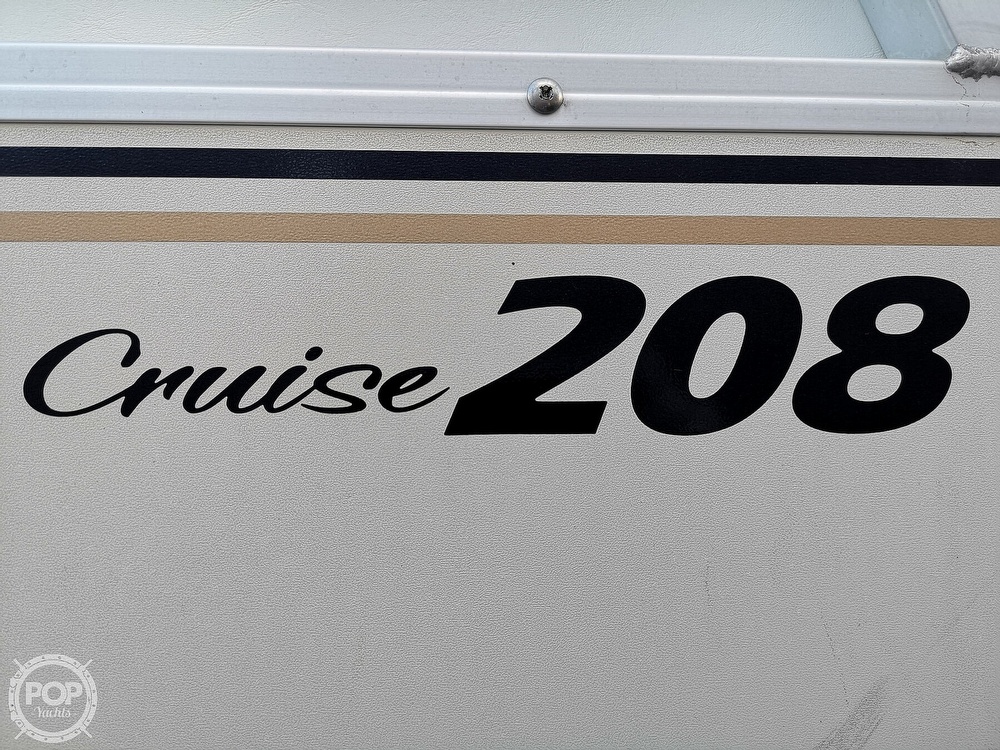 Cruise 208
POP
Yachts